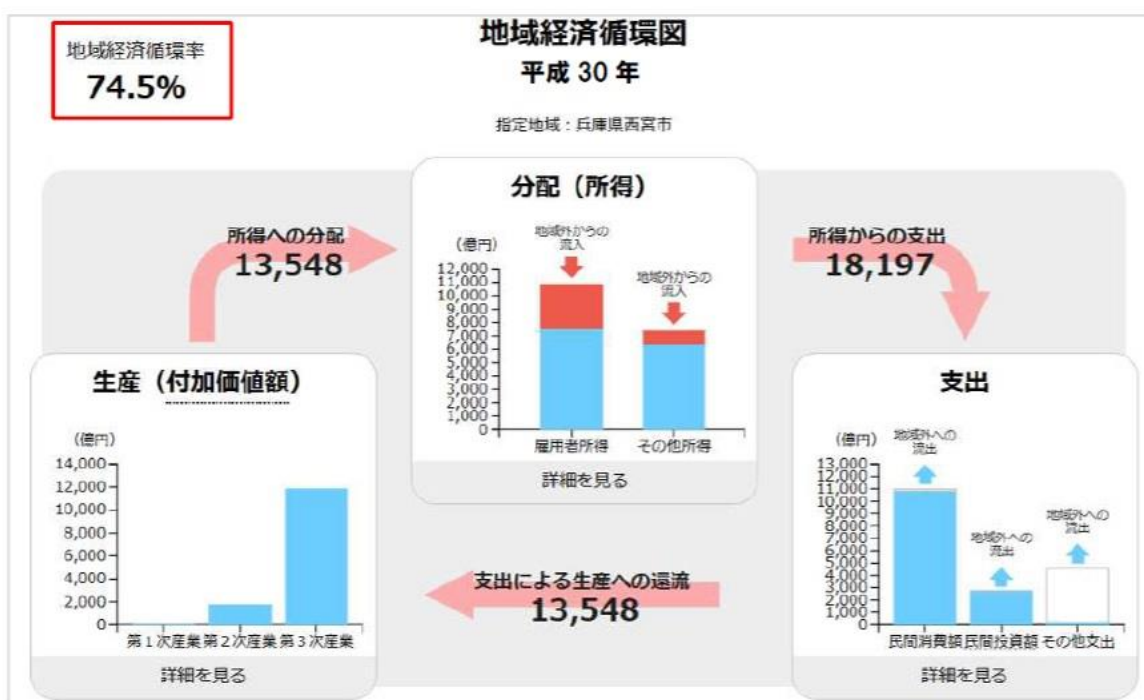 地域経済循環率
74.5%
地域経済循環図
平成 30 年
指定地域：兵庫県西宮市
所得への分配
13,548
分配（所得）
（億円）
地域外からの
流入
地域外からの
流入
12,000
11,000
10,000
9,000
8,000
7,000
6,000
5,000
4,000
3,000
2,000
1,000
0
雇用者所得
その他所得
詳細を見る
所得からの支出
18,197
生産（付加価値額）
（億円）
14,000
12,000
10,000
8,000
6,000
4,000
2,000
0
第１次産業
第２次産業
第３次産業
詳細を見る
支出による生産への還流
13,548
支出
（億円）
地域外への
流出
地域外への
流出
地域外への
流出
13,000
12,000
11,000
10,000
9,000
8,000
7,000
6,000
5,000
4,000
3,000
2,000
1,000
0
民間消費額
民間投資額
その他支出
詳細を見る